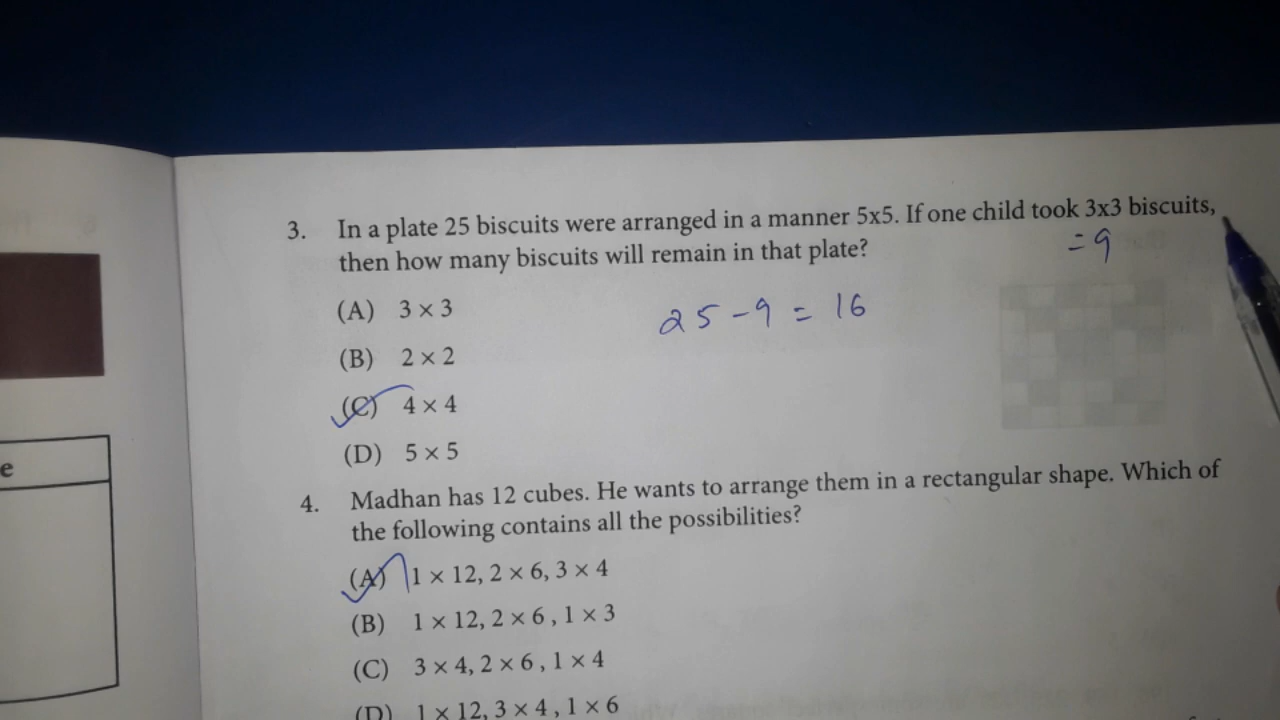 3. In a plate 25 biscuits were arranged in a manner 5x5. If one child took 3x3 biscuits,
then how many biscuits will remain in that plate?
= 9
(A) 3 × 3
25 - 9 = 16
(B) 2 × 2
(C) 4 × 4
(D) 5 × 5
e
4. Madhan has 12 cubes. He wants to arrange them in a rectangular shape. Which of
the following contains all the possibilities?
(A) 1 × 12, 2 × 6, 3 × 4
(B) 1 × 12, 2 × 6 , 1 × 3
(C) 3 × 4, 2 × 6 , 1 × 4
(D) 1 × 12, 3 × 4 , 1 × 6